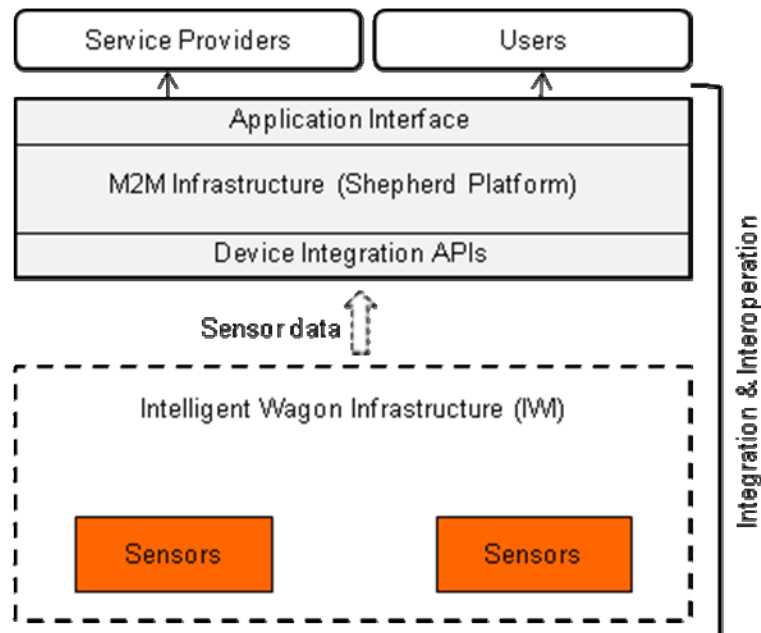 Service Providers
Users
Application Interface
M2M Infrastructure (Shepherd Platform)
Device Integration APIs
Sensor data
Intelligent Wagon Infrastructure (IWI)
Sensors
Sensors
Integration & Interoperation